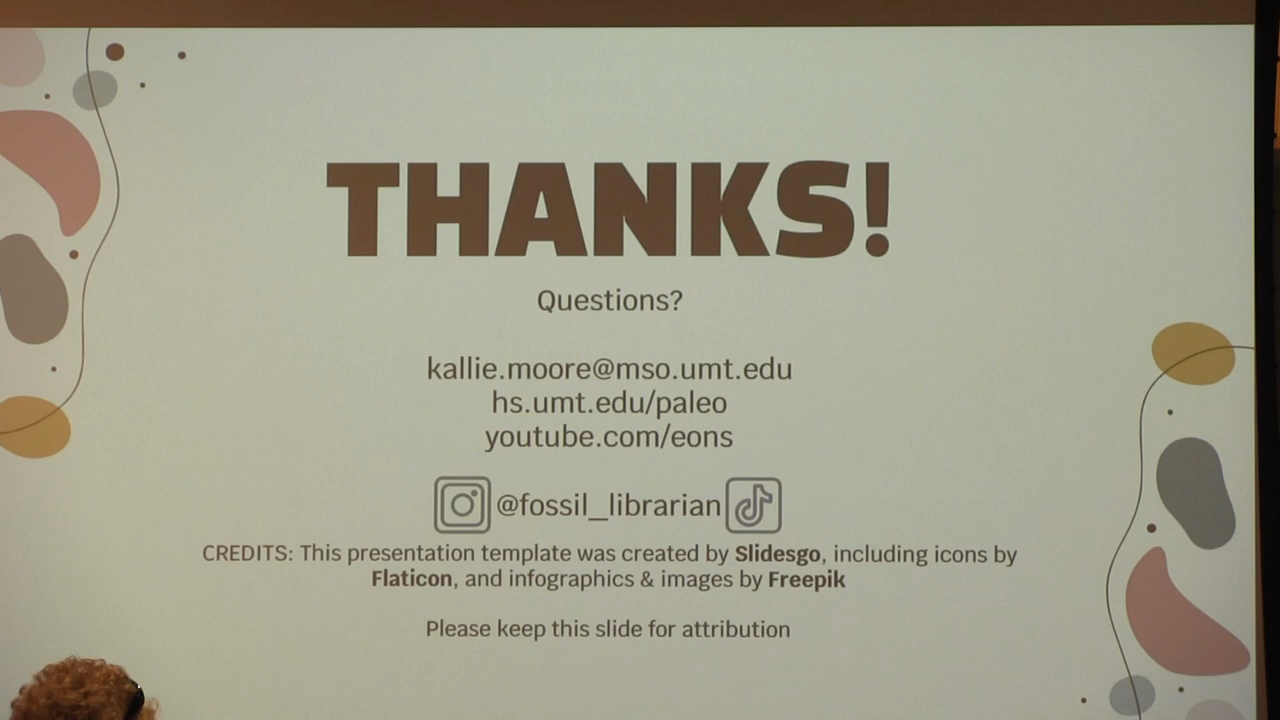 THANKS!
Questions?
kallie.moore@mso.umt.edu
hs.umt.edu/paleo
youtube.com/eons
@fossil_librarian
CREDITS: This presentation template was created by Slidesgo, including icons by
Flaticon, and infographics & images by Freepik
Please keep this slide for attribution